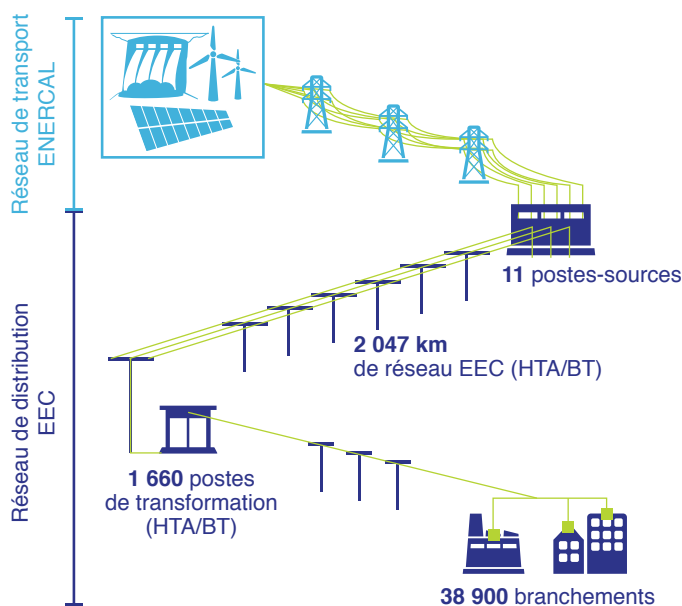 Réseau de transport
ENERCAL
11 postes-sources
Réseau de distribution
EEC
2 047 km
de réseau EEC (HTA/BT)
1 660 postes
de transformation
(HTA/BT)
38 900 branchements